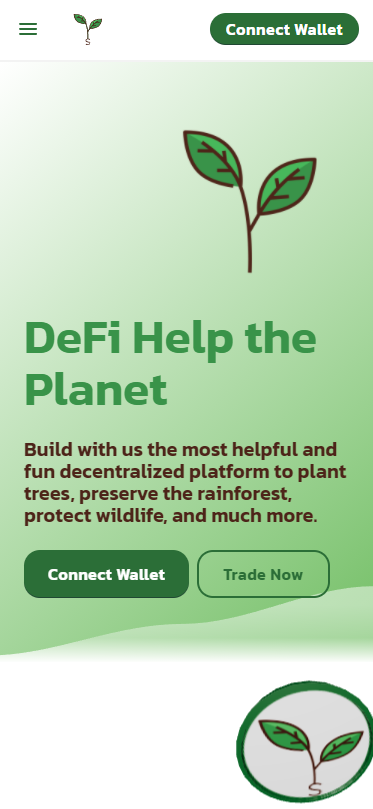 Connect Wallet
S
DeFi Help the
Planet
Build with us the most helpful and
fun decentralized platform to plant
trees, preserve the rainforest,
protect wildlife, and much more.
Connect Wallet
Trade Now
S